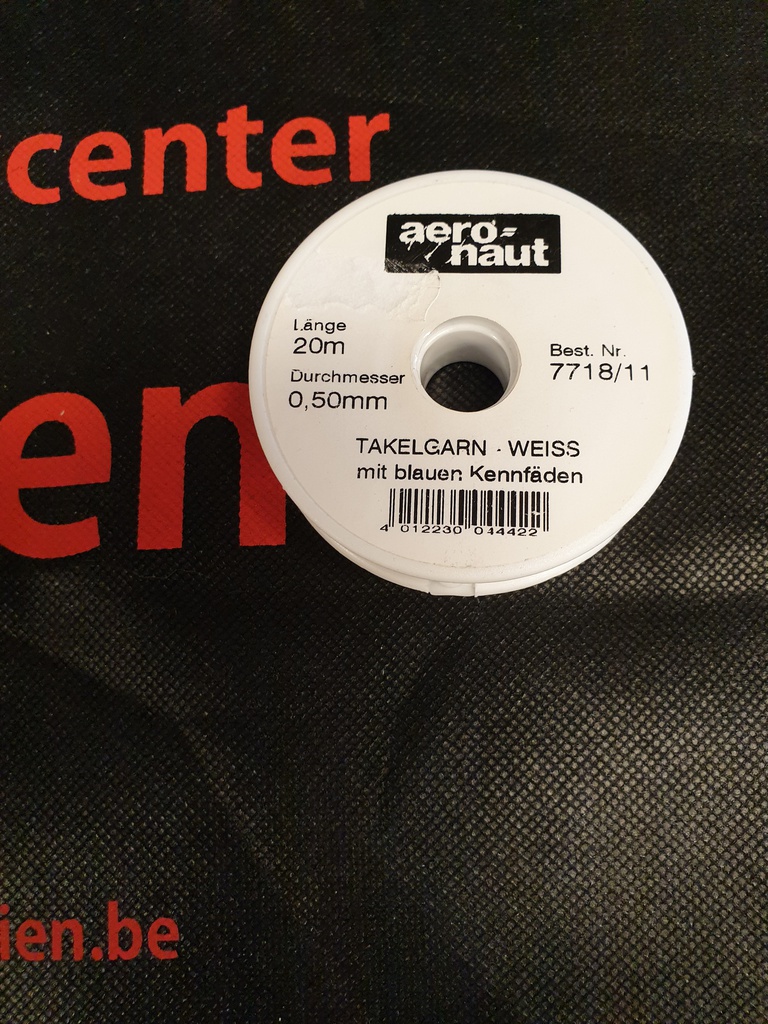 center
en
aero-
naut
Länge
20m
Durchmesser
0,50mm
Best. Nr.
7718/11
TAKELGARN - WEISS
mit blauen Kennfäden
4 012230 044422
ien.be